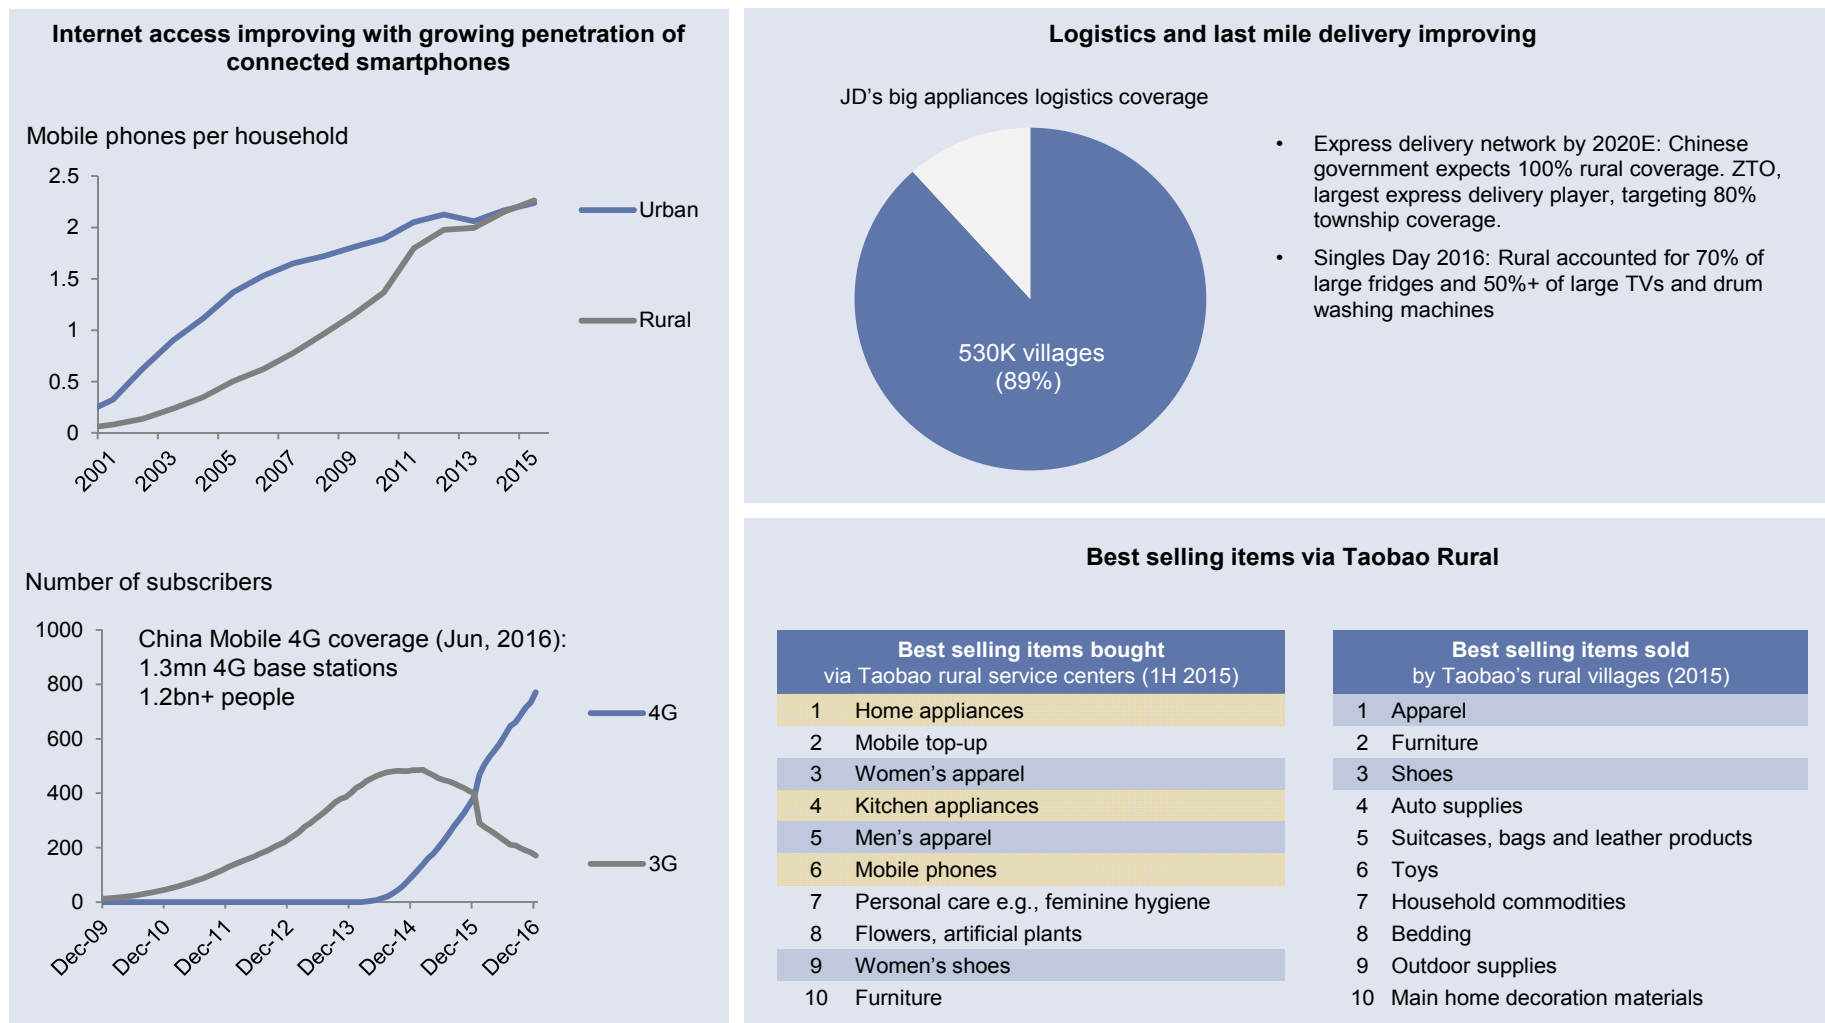 Internet access improving with growing penetration of
connected smartphones
Mobile phones per household
2.5
2
1.5
1
0.5
0
2001
2003
2005
2007
2009
2011
2013
2015
Urban
Rural
Number of subscribers
1000
800
600
400
200
0
China Mobile 4G coverage (Jun, 2016):
1.3mn 4G base stations
1.2bn+ people
4G
3G
Dec-09
Dec-10
Dec-11
Dec-12
Dec-13
Dec-14
Dec-15
Dec-16
Logistics and last mile delivery improving
JD’s big appliances logistics coverage
530K villages
(89%)
• Express delivery network by 2020E: Chinese
government expects 100% rural coverage. ZTO,
largest express delivery player, targeting 80%
township coverage.
• Singles Day 2016: Rural accounted for 70% of
large fridges and 50%+ of large TVs and drum
washing machines
Best selling items via Taobao Rural
Best selling items bought
via Taobao rural service centers (1H 2015)
1 Home appliances
2 Mobile top-up
3 Women’s apparel
4 Kitchen appliances
5 Men’s apparel
6 Mobile phones
7 Personal care e.g., feminine hygiene
8 Flowers, artificial plants
9 Women’s shoes
10 Furniture
Best selling items sold
by Taobao’s rural villages (2015)
1 Apparel
2 Furniture
3 Shoes
4 Auto supplies
5 Suitcases, bags and leather products
6 Toys
7 Household commodities
8 Bedding
9 Outdoor supplies
10 Main home decoration materials